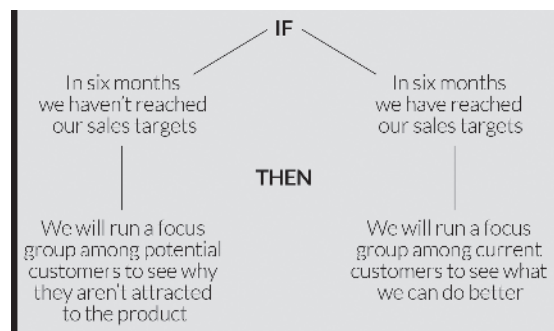 IF
In six months
we haven't reached
our sales targets
In six months
we have reached
our sales targets
THEN
We will run a focus
group among potential
customers to see why
they aren't attracted
to the product
We will run a focus
group among current
customers to see what
we can do better